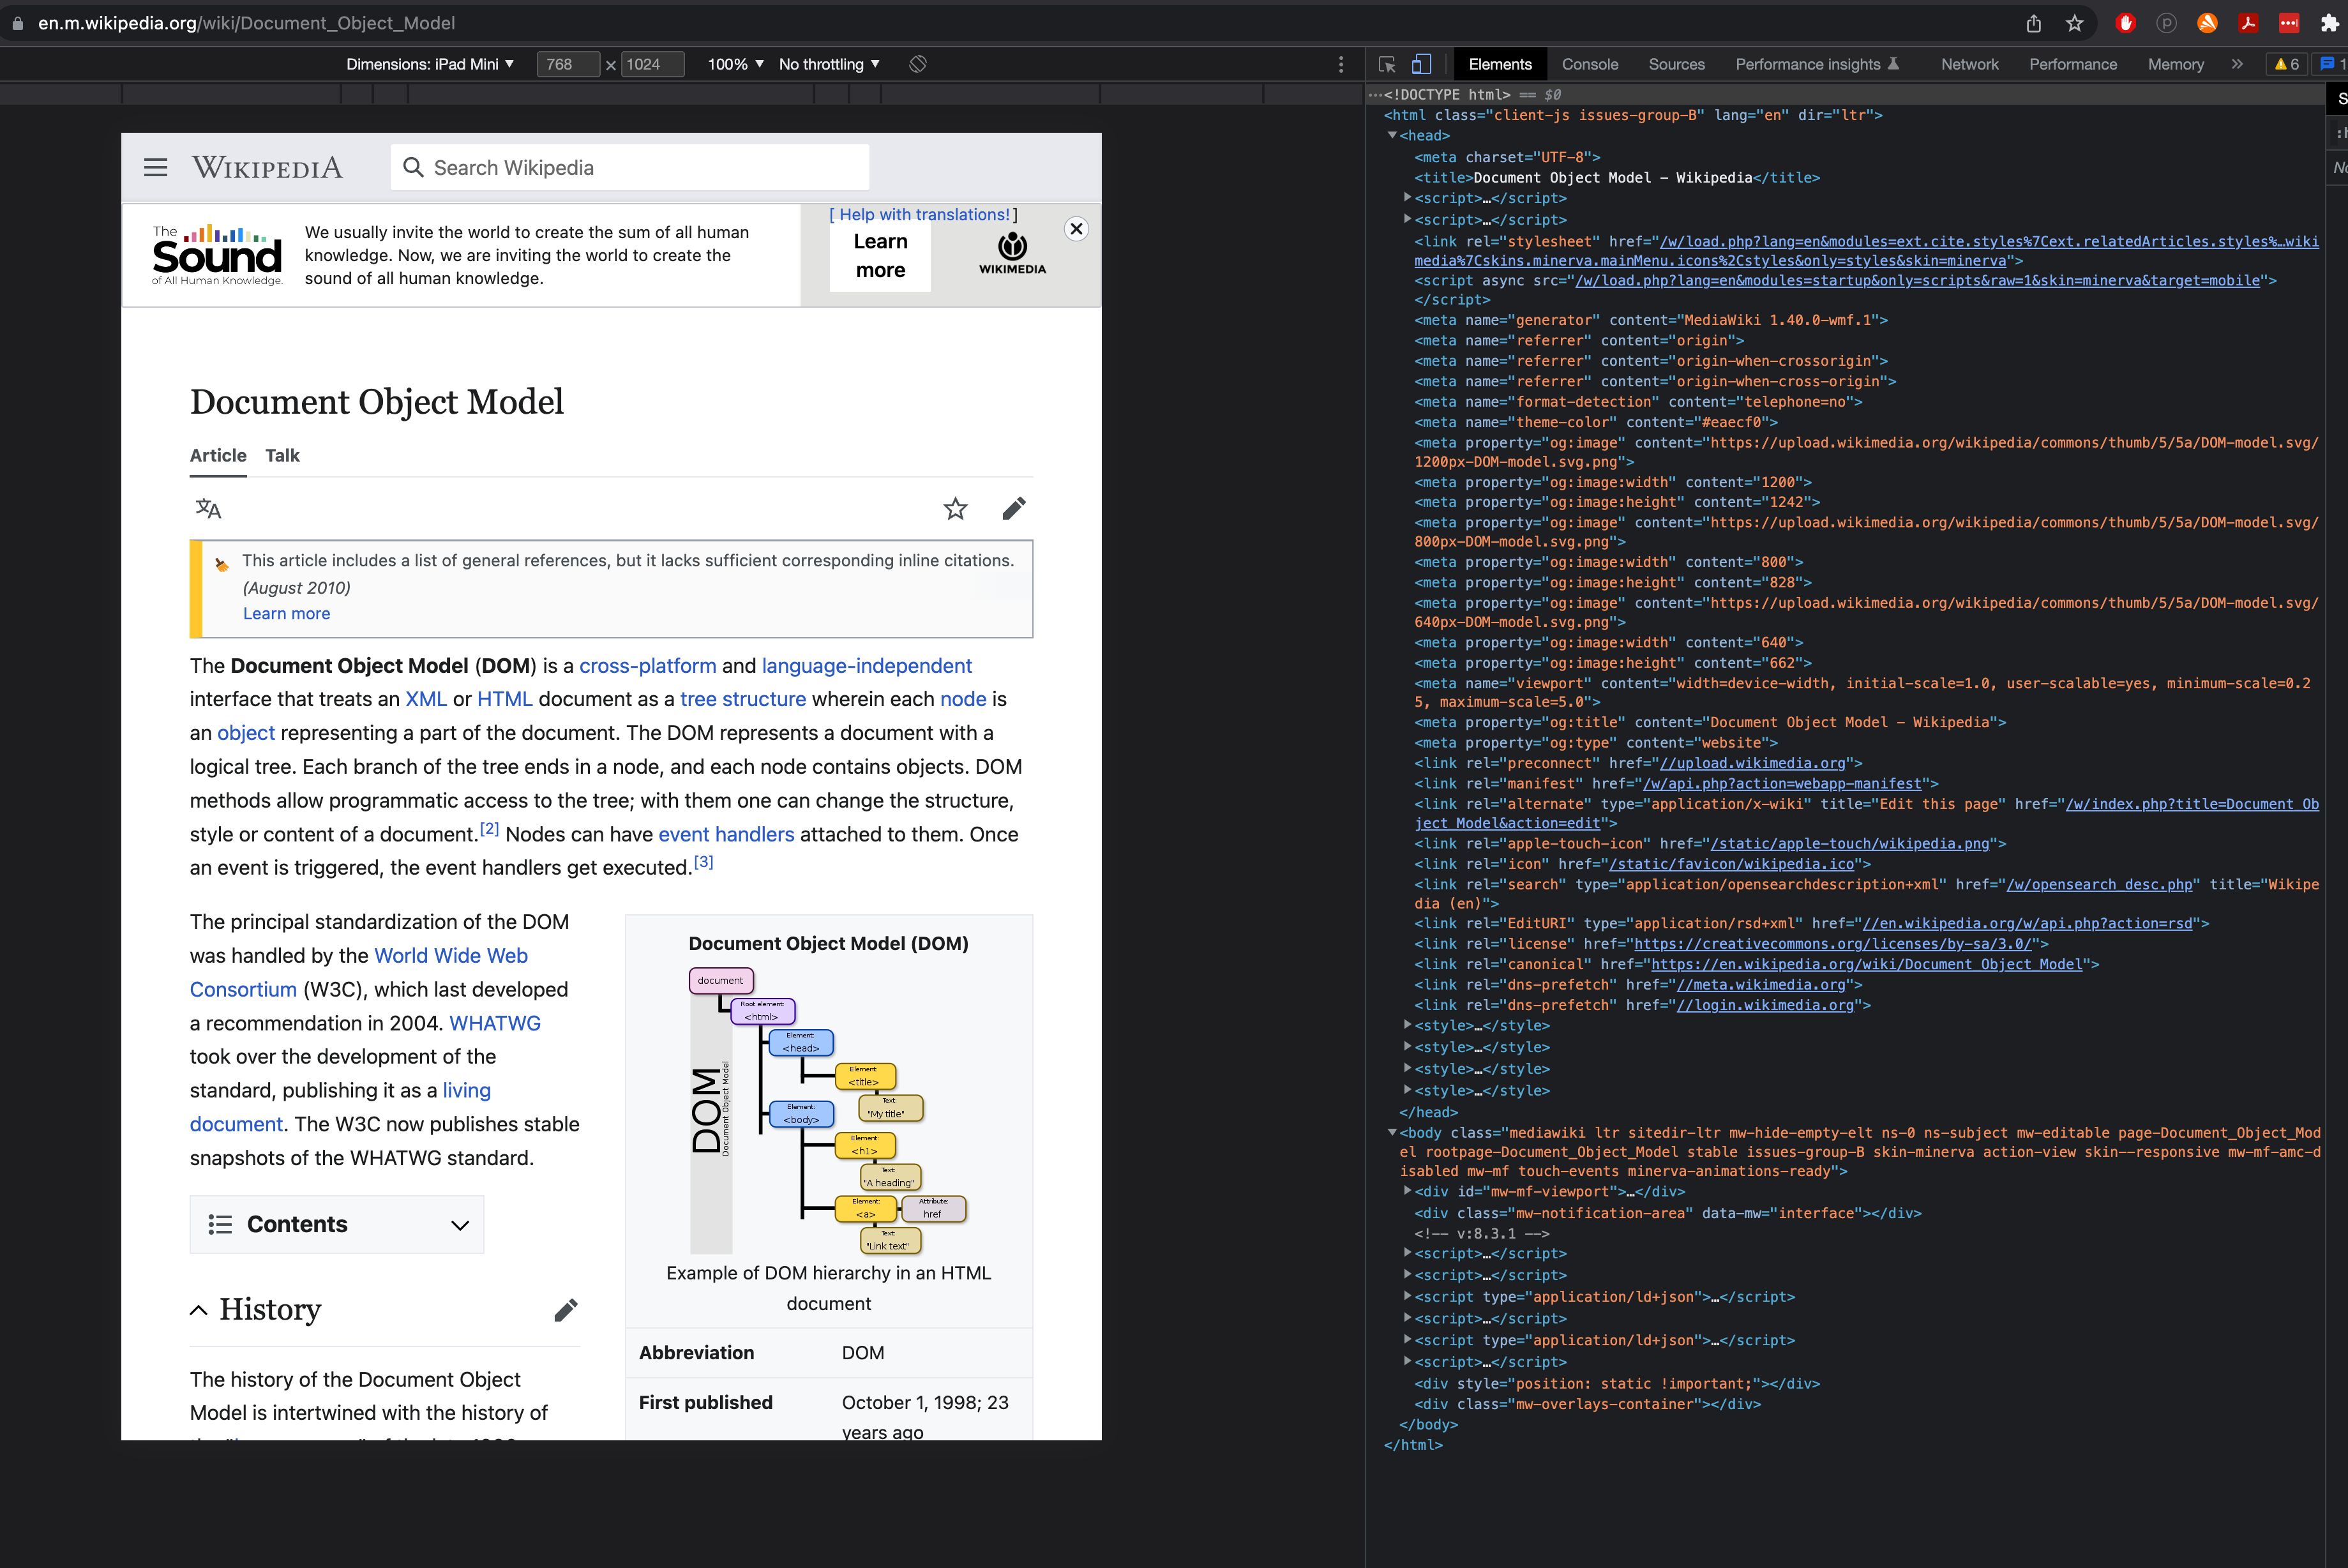 en.m.wikipedia.org/wiki/Document_Object_Model
Dimensions: iPad Mini ▼ 768 × 1024 100% ▼ No throttling ▼
WIKIPEDIA
Search Wikipedia
The Sound of All Human Knowledge.
We usually invite the world to create the sum of all human
knowledge. Now, we are inviting the world to create the
sound of all human knowledge.
[ Help with translations! ]
Learn
more
WIKIMEDIA
Document Object Model
Article Talk
This article includes a list of general references, but it lacks sufficient corresponding inline citations.
(August 2010)
Learn more
The Document Object Model (DOM) is a cross-platform and language-independent
interface that treats an XML or HTML document as a tree structure wherein each node is
an object representing a part of the document. The DOM represents a document with a
logical tree. Each branch of the tree ends in a node, and each node contains objects. DOM
methods allow programmatic access to the tree; with them one can change the structure,
style or content of a document.[2] Nodes can have event handlers attached to them. Once
an event is triggered, the event handlers get executed.[3]
The principal standardization of the DOM
was handled by the World Wide Web
Consortium (W3C), which last developed
a recommendation in 2004. WHATWG
took over the development of the
standard, publishing it as a living
document. The W3C now publishes stable
snapshots of the WHATWG standard.
Contents
History
The history of the Document Object
Model is intertwined with the history of
Document Object Model (DOM)
document
Root element:
<html>
Element:
<head>
Element:
<title>
Text:
"My title"
Element:
<body>
Element:
<h1>
Text:
"A heading"
Element:
<a>
Attribute:
href
Text:
"Link text"
DOM
Document Object Model
Example of DOM hierarchy in an HTML
document
Abbreviation DOM
First published October 1, 1998; 23
years ago
Elements Console Sources Performance insights Network Performance Memory » 6 1
···<!DOCTYPE html> == $0
<html class="client-js issues-group-B" lang="en" dir="ltr">
▼<head>
<meta charset="UTF-8">
<title>Document Object Model – Wikipedia</title>
▶<script>…</script>
▶<script>…</script>
<link rel="stylesheet" href="/w/load.php?lang=en&modules=ext.cite.styles%7Cext.relatedArticles.styles%…wiki
media%7Cskins.minerva.mainMenu.icons%2Cstyles&only=styles&skin=minerva">
<script async src="/w/load.php?lang=en&modules=startup&only=scripts&raw=1&skin=minerva&target=mobile">
</script>
<meta name="generator" content="MediaWiki 1.40.0-wmf.1">
<meta name="referrer" content="origin">
<meta name="referrer" content="origin-when-crossorigin">
<meta name="referrer" content="origin-when-cross-origin">
<meta name="format-detection" content="telephone=no">
<meta name="theme-color" content="#eaecf0">
<meta property="og:image" content="https://upload.wikimedia.org/wikipedia/commons/thumb/5/5a/DOM-model.svg/
1200px-DOM-model.svg.png">
<meta property="og:image:width" content="1200">
<meta property="og:image:height" content="1242">
<meta property="og:image" content="https://upload.wikimedia.org/wikipedia/commons/thumb/5/5a/DOM-model.svg/
800px-DOM-model.svg.png">
<meta property="og:image:width" content="800">
<meta property="og:image:height" content="828">
<meta property="og:image" content="https://upload.wikimedia.org/wikipedia/commons/thumb/5/5a/DOM-model.svg/
640px-DOM-model.svg.png">
<meta property="og:image:width" content="640">
<meta property="og:image:height" content="662">
<meta name="viewport" content="width=device-width, initial-scale=1.0, user-scalable=yes, minimum-scale=0.2
5, maximum-scale=5.0">
<meta property="og:title" content="Document Object Model – Wikipedia">
<meta property="og:type" content="website">
<link rel="preconnect" href="//upload.wikimedia.org">
<link rel="manifest" href="/w/api.php?action=webapp-manifest">
<link rel="alternate" type="application/x-wiki" title="Edit this page" href="/w/index.php?title=Document_Ob
ject_Model&action=edit">
<link rel="apple-touch-icon" href="/static/apple-touch/wikipedia.png">
<link rel="icon" href="/static/favicon/wikipedia.ico">
<link rel="search" type="application/opensearchdescription+xml" href="/w/opensearch_desc.php" title="Wikipe
dia (en)">
<link rel="EditURI" type="application/rsd+xml" href="//en.wikipedia.org/w/api.php?action=rsd">
<link rel="license" href="https://creativecommons.org/licenses/by-sa/3.0/">
<link rel="canonical" href="https://en.wikipedia.org/wiki/Document_Object_Model">
<link rel="dns-prefetch" href="//meta.wikimedia.org">
<link rel="dns-prefetch" href="//login.wikimedia.org">
▶<style>…</style>
▶<style>…</style>
▶<style>…</style>
▶<style>…</style>
</head>
▼<body class="mediawiki ltr sitedir-ltr mw-hide-empty-elt ns-0 ns-subject mw-editable page-Document_Object_Mod
el rootpage-Document_Object_Model stable issues-group-B skin-minerva action-view skin--responsive mw-mf-amc-d
isabled mw-mf touch-events minerva-animations-ready">
▶<div id="mw-mf-viewport">…</div>
<div class="mw-notification-area" data-mw="interface"></div>
<!-- v:8.3.1 -->
▶<script>…</script>
▶<script>…</script>
▶<script type="application/ld+json">…</script>
▶<script>…</script>
▶<script type="application/ld+json">…</script>
▶<script>…</script>
<div style="position: static !important;"></div>
<div class="mw-overlays-container"></div>
</body>
</html>